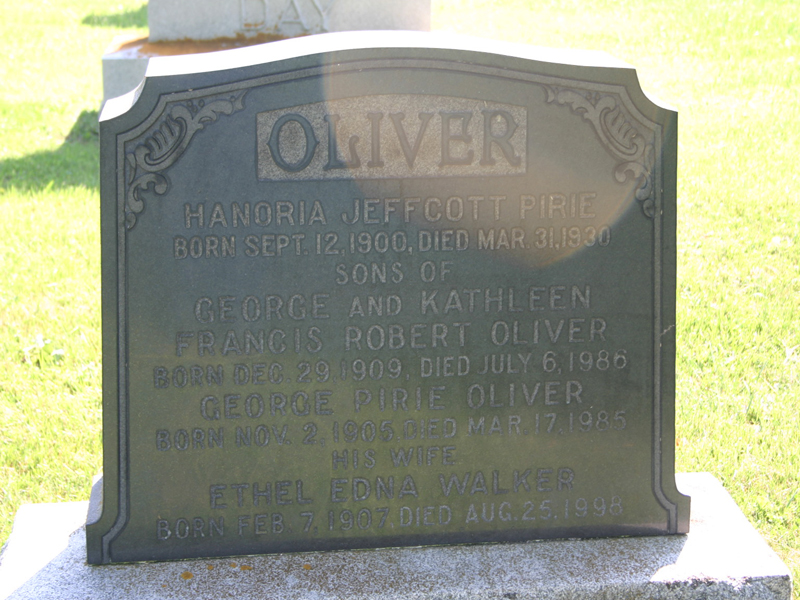 DAY
OLIVER
HANORIA JEFFCOTT PIRIE
BORN SEPT. 12, 1900, DIED MAR. 31, 1930
SONS OF
GEORGE AND KATHLEEN
FRANCIS ROBERT OLIVER
BORN DEC. 29, 1909, DIED JULY 6, 1986
GEORGE PIRIE OLIVER
BORN NOV. 2, 1905, DIED MAR. 17, 1985
HIS WIFE
ETHEL EDNA WALKER
BORN FEB. 7, 1907, DIED AUG. 25, 1998